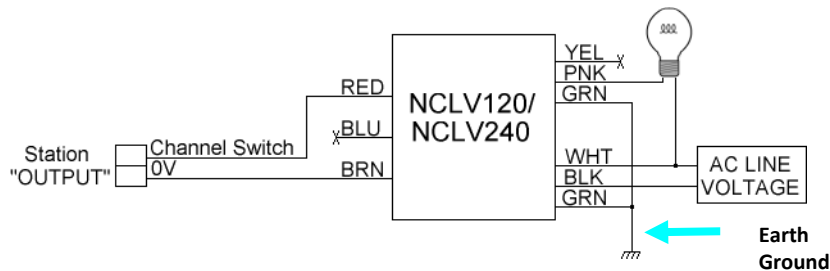 Station
"OUTPUT"
Channel Switch
0V
RED
BLU
BRN
NCLV120/
NCLV240
YEL
PNK
GRN
WHT
BLK
GRN
AC LINE
VOLTAGE
Earth
Ground